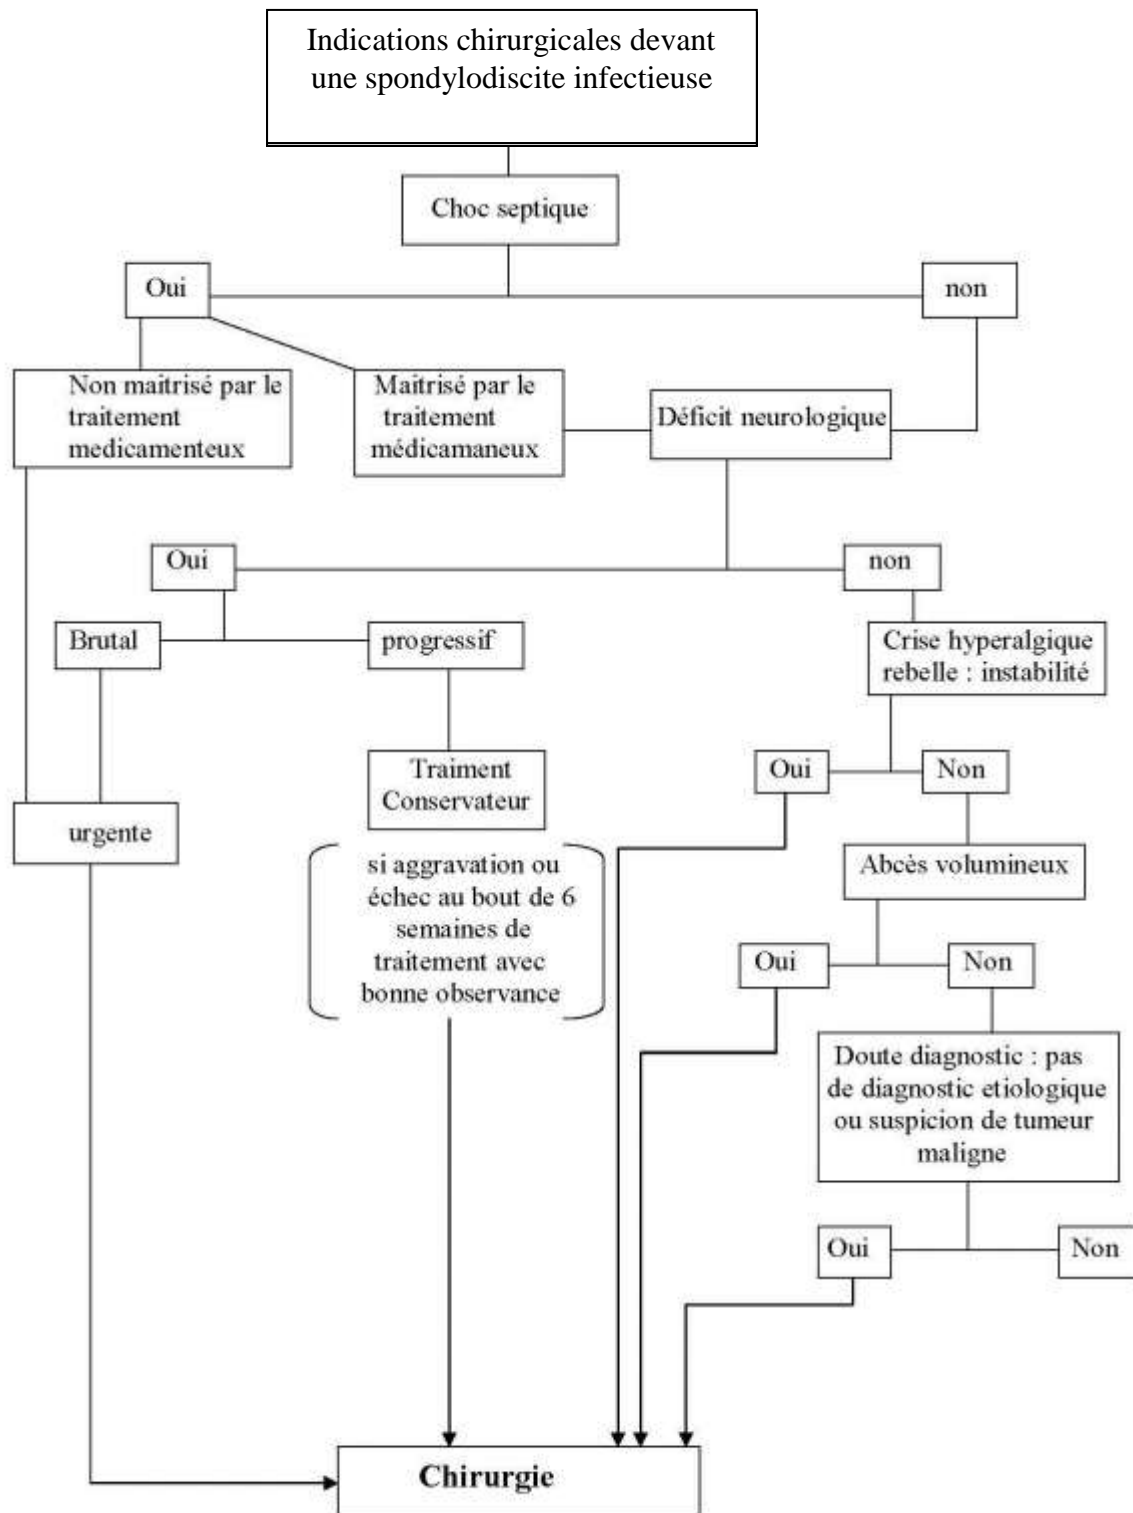 Indications chirurgicales devant
une spondylodiscite infectieuse
Choc septique
Oui
non
Non maitrisé par le
traitement
medicamenteux
Maitrisé par le
traitement
médicamaneux
Déficit neurologique
Oui
non
Brutal
progressif
Crise hyperalgique
rebelle : instabilité
Traiment
Conservateur
Oui
Non
urgente
si aggravation ou
échec au bout de 6
semaines de
traitement avec
bonne observance
Abcès volumineux
Oui
Non
Doute diagnostic : pas
de diagnostic etiologique
ou suspicion de tumeur
maligne
Oui
Non
Chirurgie